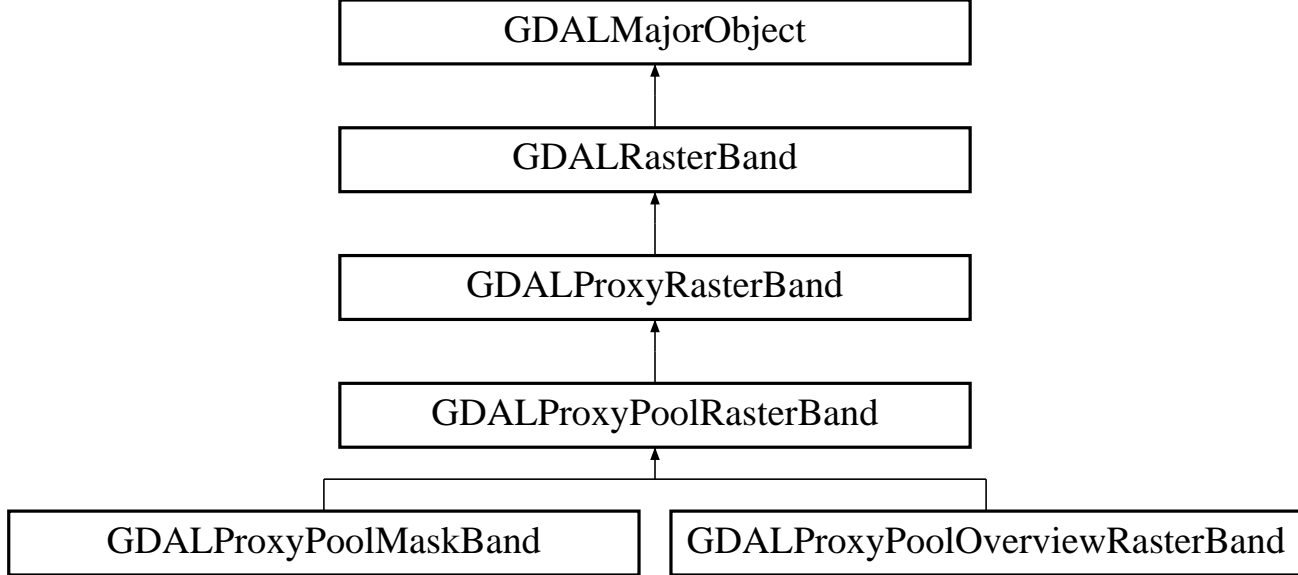 GDALMajorObject
GDALRasterBand
GDALProxyRasterBand
GDALProxyPoolRasterBand
GDALProxyPoolMaskBand
GDALProxyPoolOverviewRasterBand